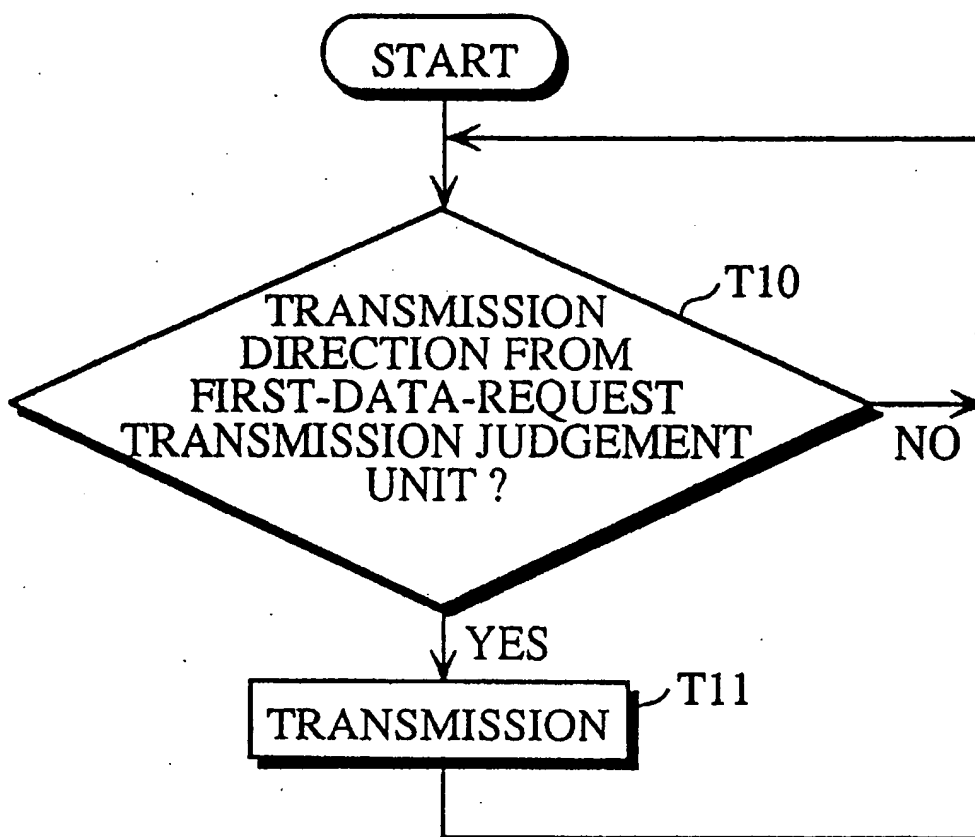 START
T10
TRANSMISSION
DIRECTION FROM
FIRST-DATA-REQUEST
TRANSMISSION JUDGEMENT
UNIT ?
NO
YES
T11
TRANSMISSION